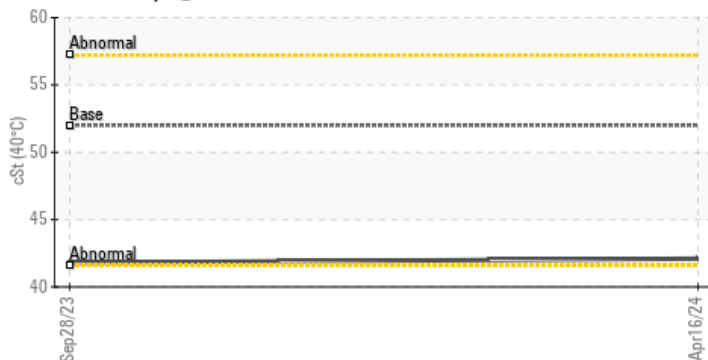 60
Abnormal
55
Base
50
45
Abnormal
40
cSt (40°C)
Sep28/23
Apr16/24